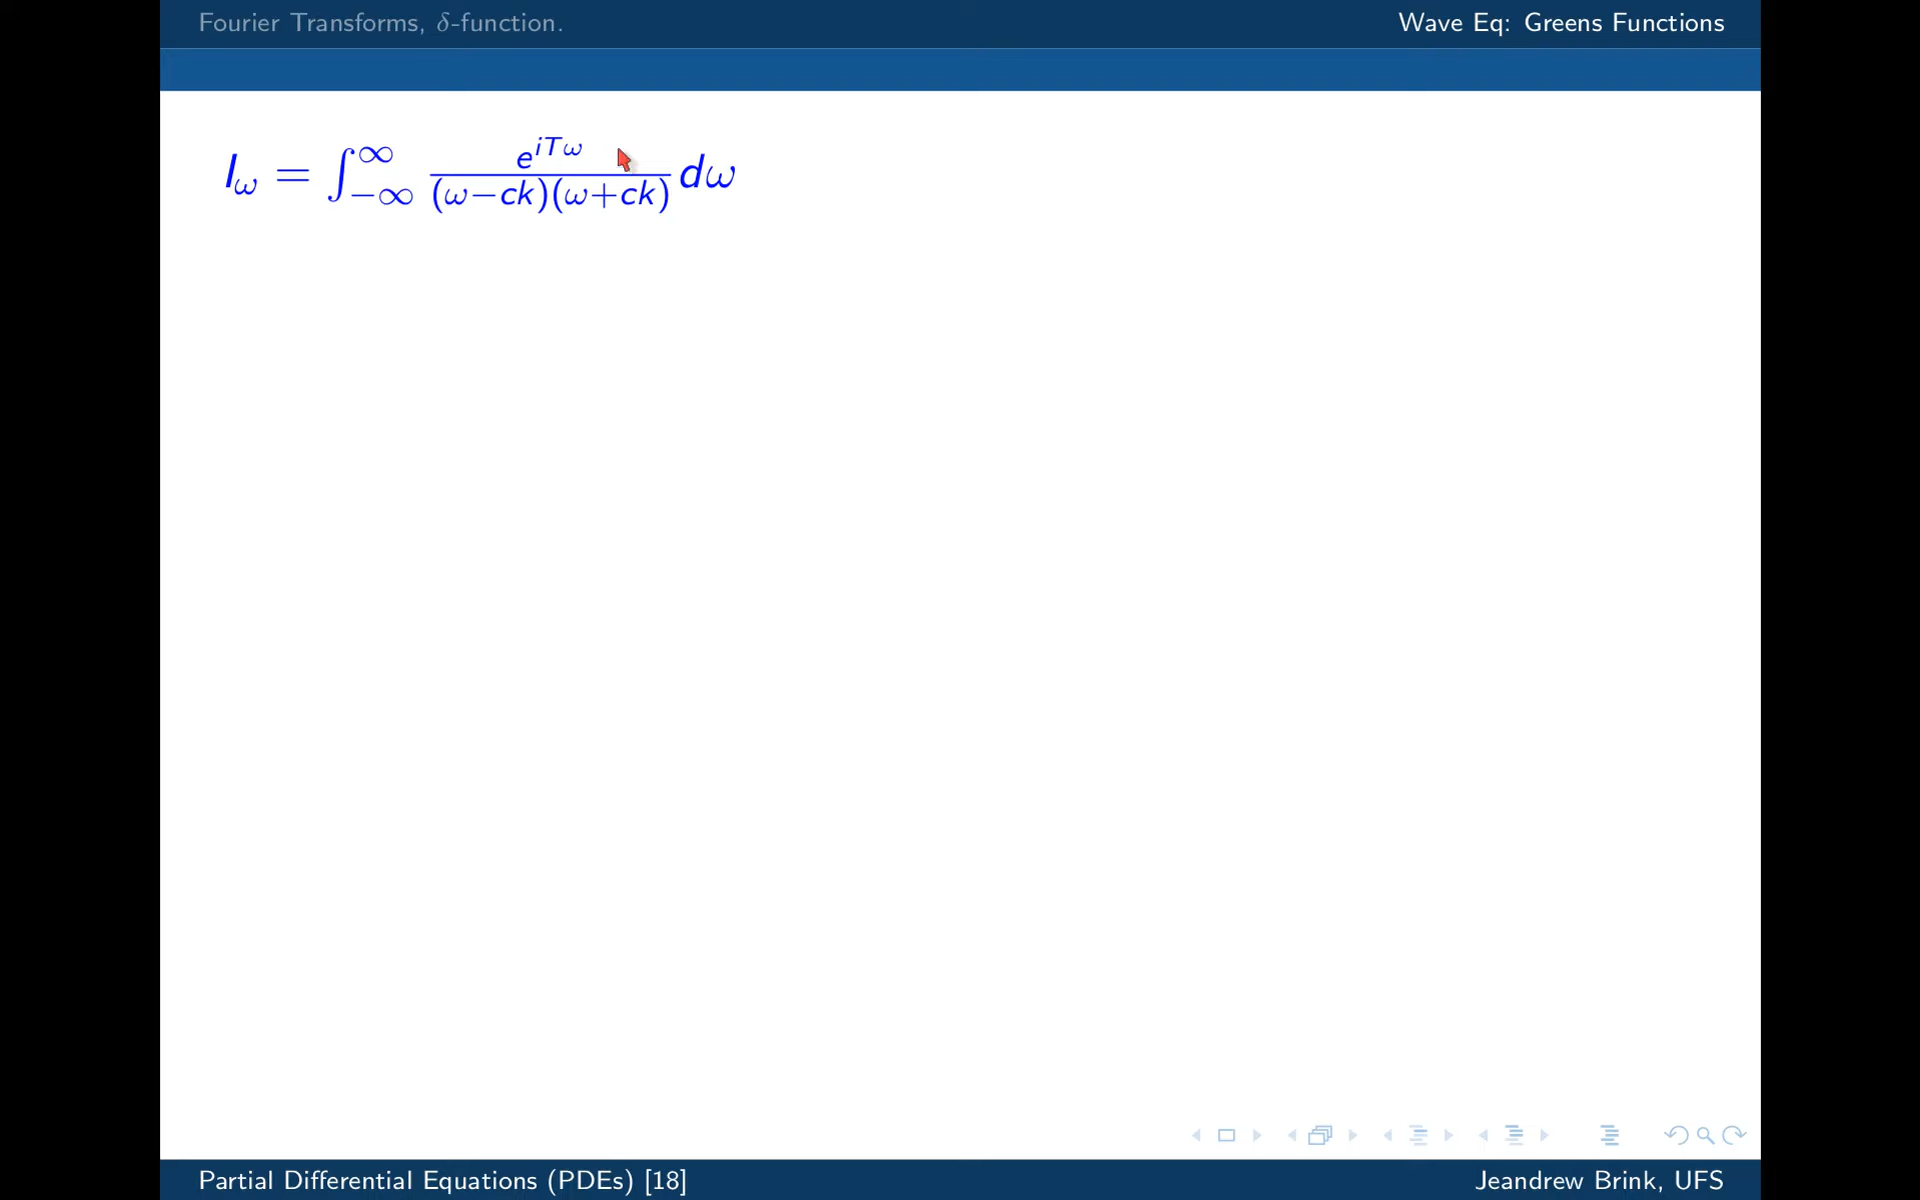 Fourier Transforms, δ-function.
Wave Eq: Greens Functions
I_ω = ∫_{-∞}^{∞} \frac{e^{iTω}}{(ω−ck)(ω+ck)} dω
Partial Differential Equations (PDEs) [18]
Jeandrew Brink, UFS